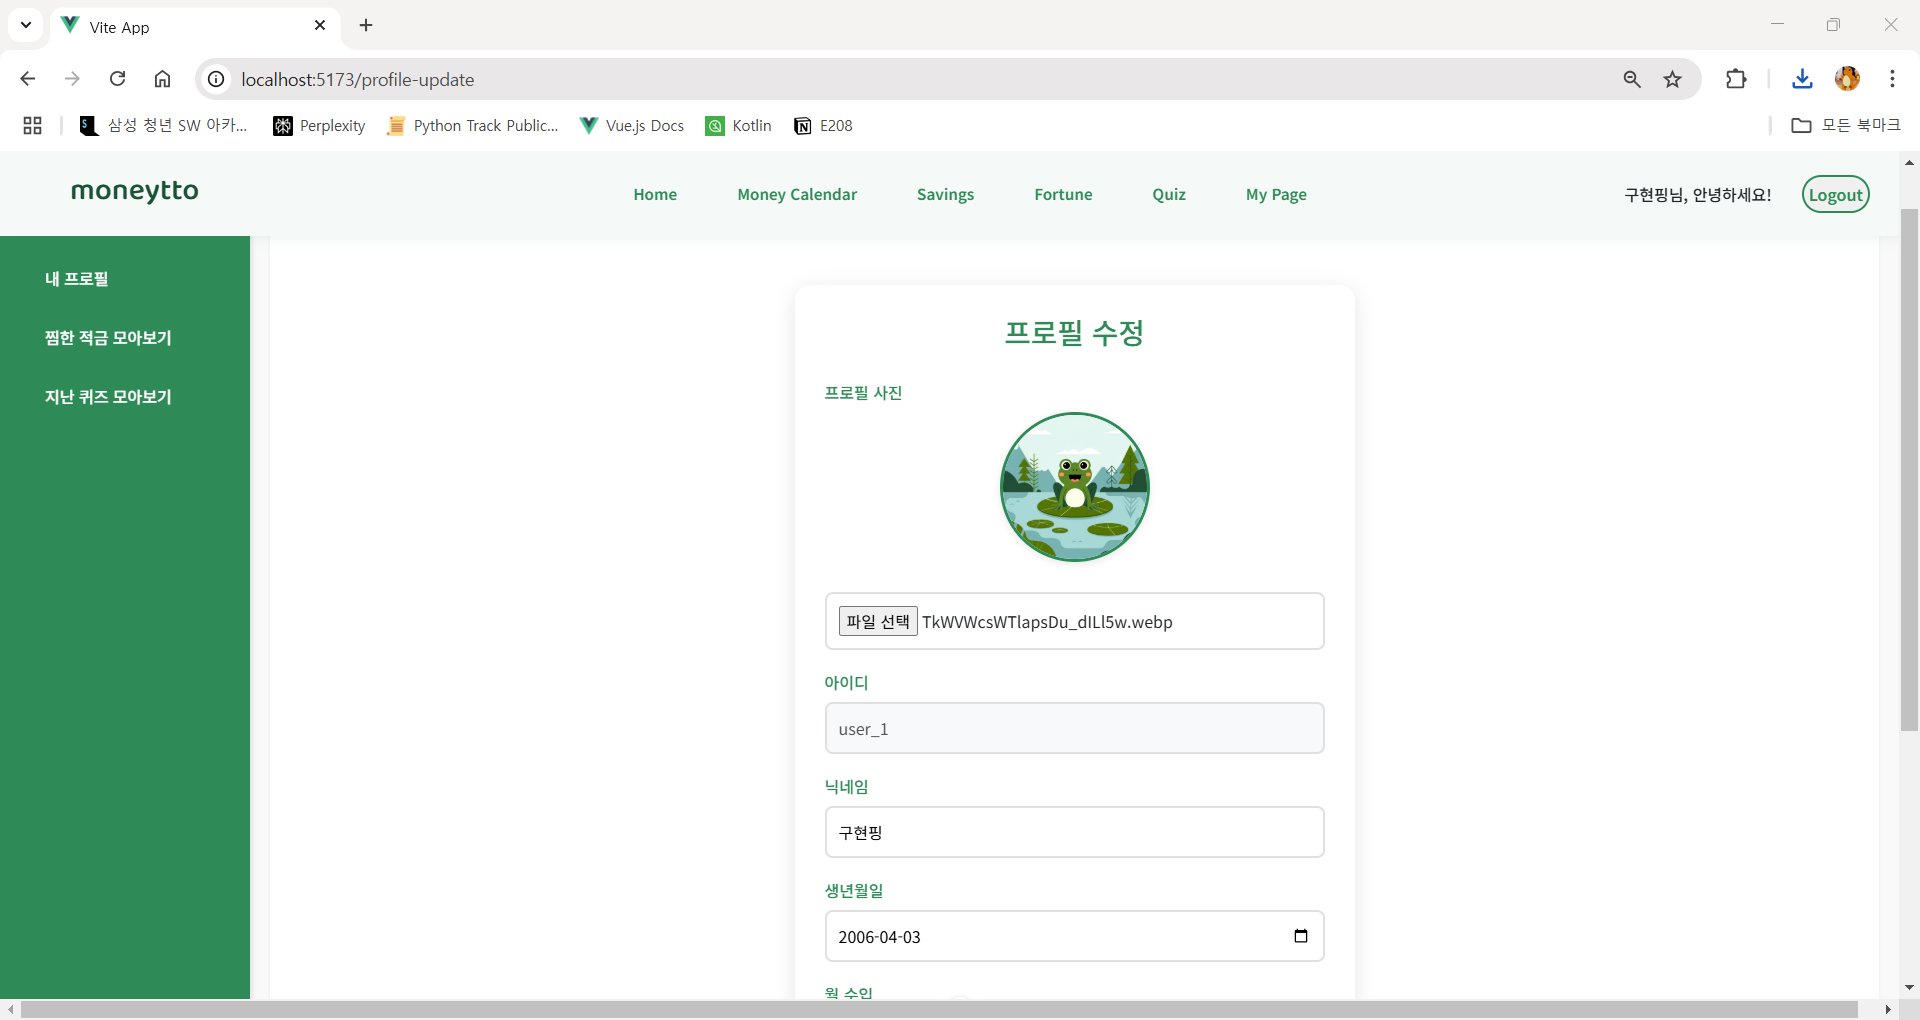 Vite App
localhost:5173/profile-update
삼성 청년 SW 아카...
Perplexity
Python Track Public...
Vue.js Docs
Kotlin
E208
모든 북마크
moneytto
Home
Money Calendar
Savings
Fortune
Quiz
My Page
구현핑님, 안녕하세요!
Logout
내 프로필
찜한 적금 모아보기
지난 퀴즈 모아보기
프로필 수정
프로필 사진
파일 선택 TkWVWcsWTlapsDu_dILl5w.webp
아이디
user_1
닉네임
구현핑
생년월일
2006-04-03
월 수입